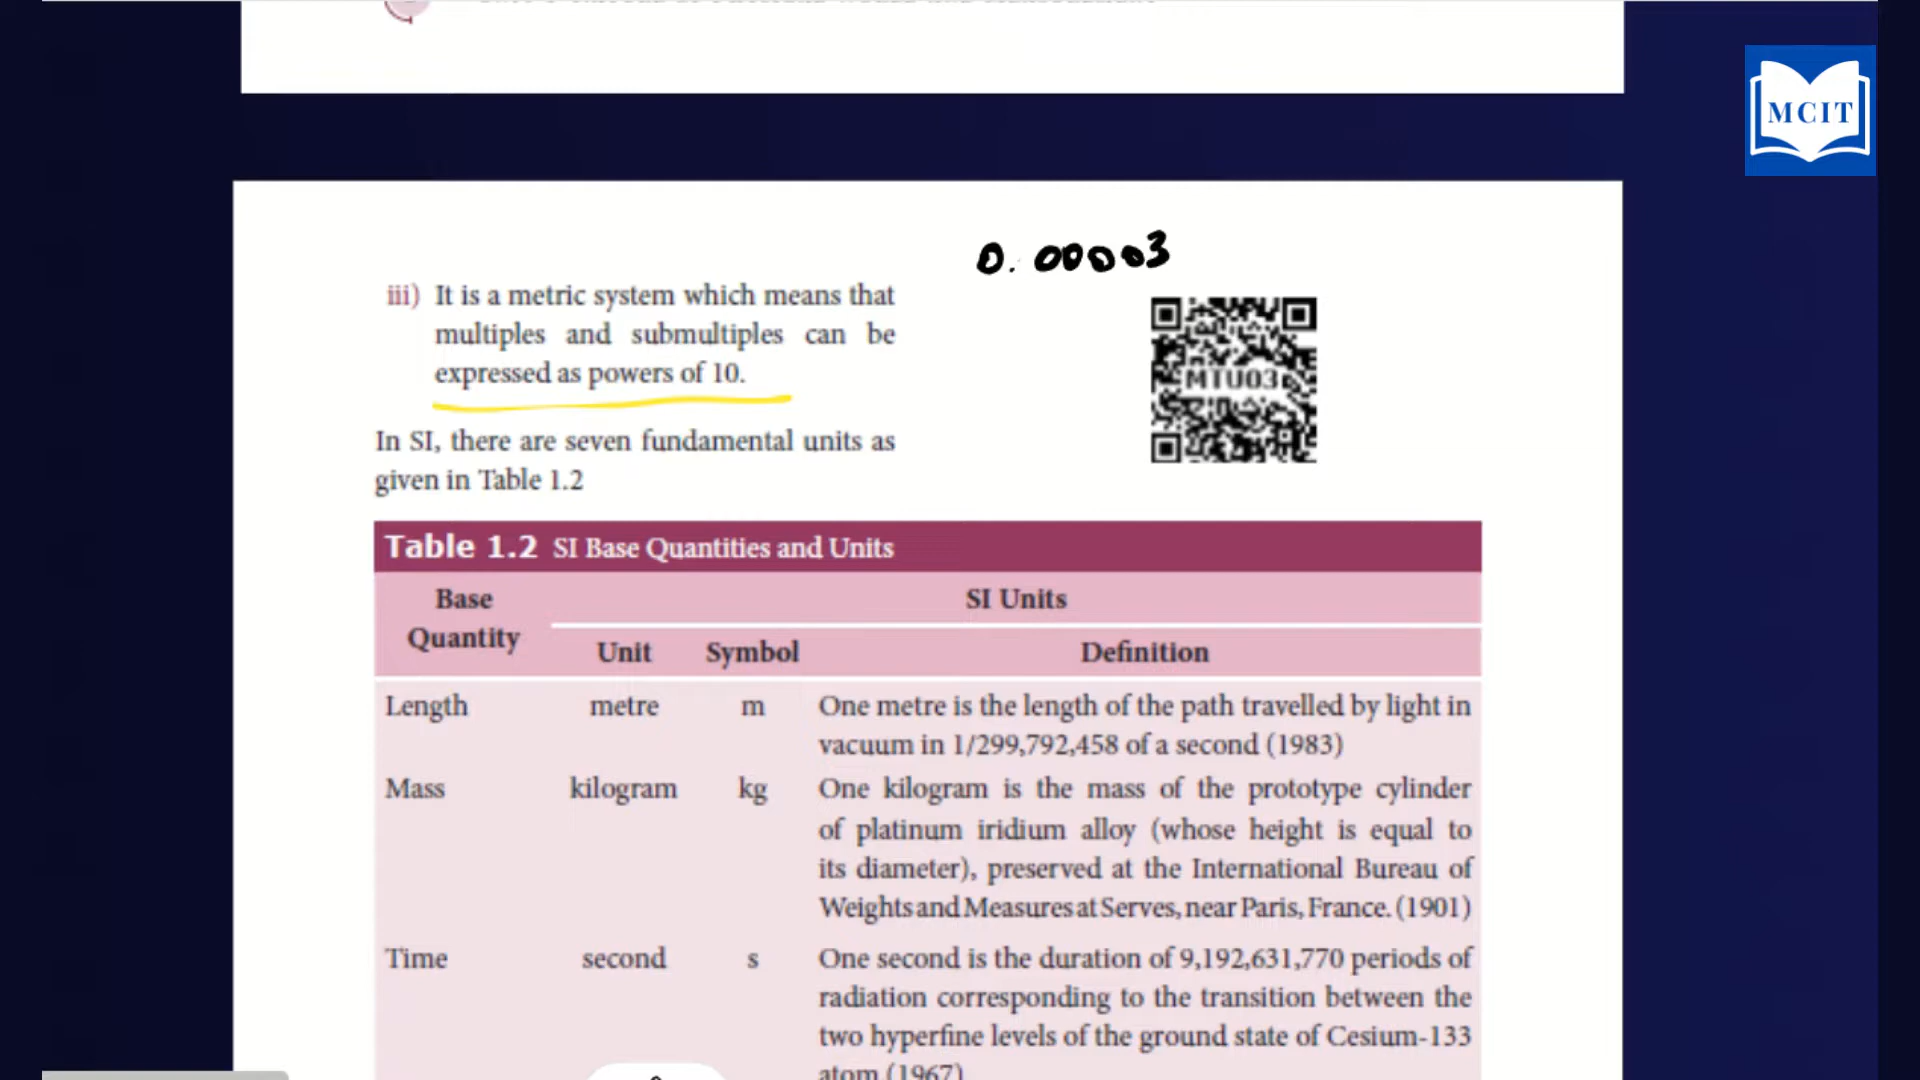 MCIT
0.00003
iii) It is a metric system which means that
multiples and submultiples can be
expressed as powers of 10.
MTU03
In SI, there are seven fundamental units as
given in Table 1.2
Table 1.2 SI Base Quantities and Units
Base
Quantity
SI Units
Unit Symbol Definition
Length metre m One metre is the length of the path travelled by light in
vacuum in 1/299,792,458 of a second (1983)
Mass kilogram kg One kilogram is the mass of the prototype cylinder
of platinum iridium alloy (whose height is equal to
its diameter), preserved at the International Bureau of
Weights and Measures at Serves, near Paris, France. (1901)
Time second s One second is the duration of 9,192,631,770 periods of
radiation corresponding to the transition between the
two hyperfine levels of the ground state of Cesium-133
atom (1967)